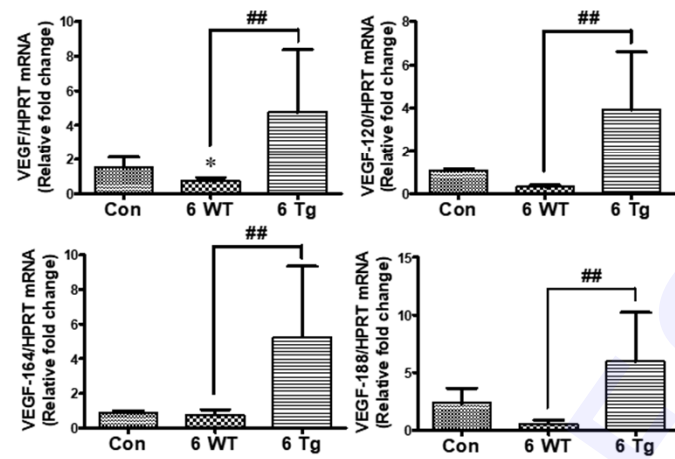 VEGF/HPRT mRNA
(Relative fold change)
10
8
6
4
2
0
##
*
Con
6 WT
6 Tg
VEGF-120/HPRT mRNA
(Relative fold change)
8
6
4
2
0
##
Con
6 WT
6 Tg
VEGF-164/HPRT mRNA
(Relative fold change)
10
8
6
4
2
0
##
Con
6 WT
6 Tg
VEGF-188/HPRT mRNA
(Relative fold change)
15
10
5
0
##
Con
6 WT
6 Tg